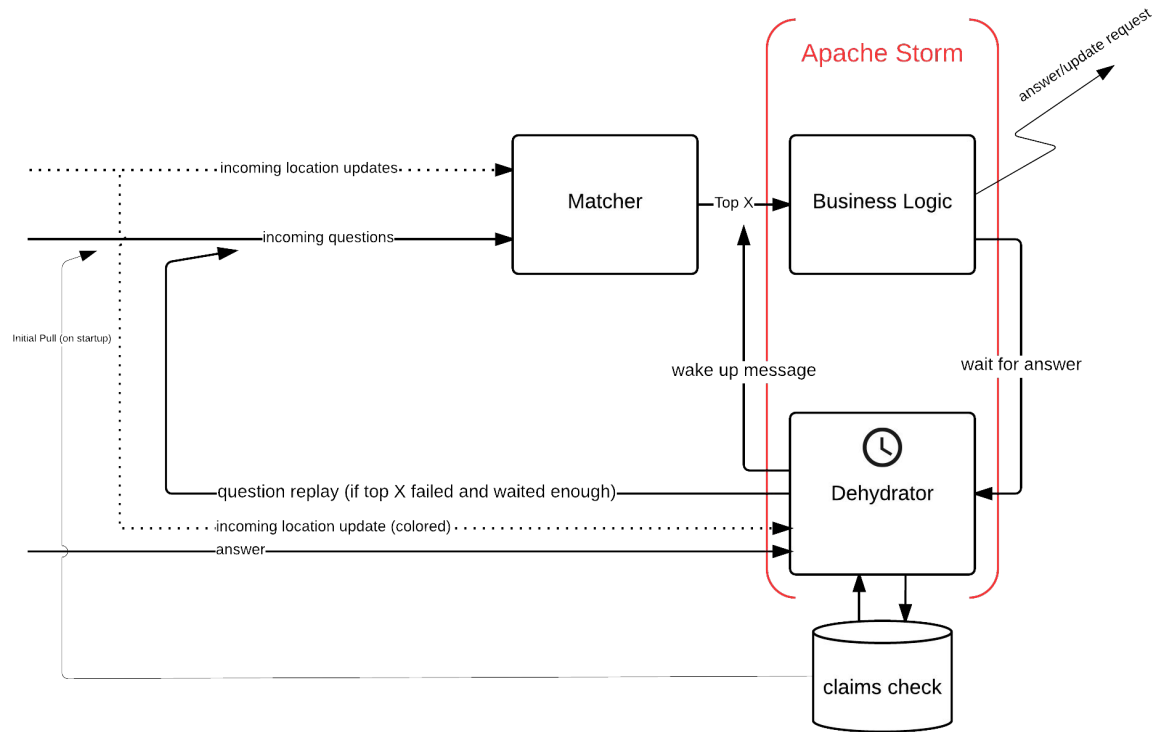 answer/update request
Apache Storm
incoming location updates
Matcher
Top X
Business Logic
incoming questions
Initial Pull (on startup)
wake up message
wait for answer
question replay (if top X failed and waited enough)
Dehydrator
incoming location update (colored)
answer
claims check